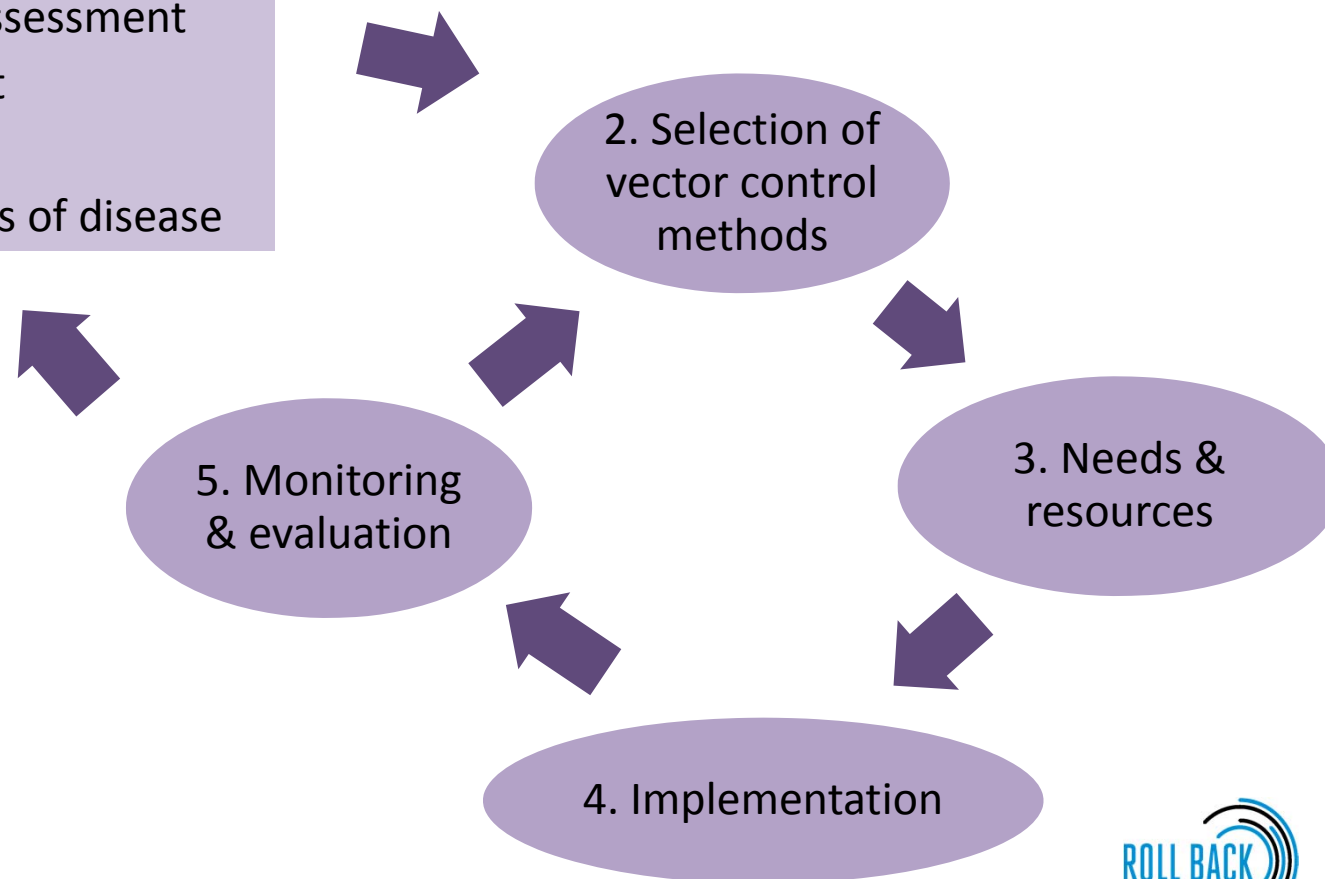 ssessment
t
s of disease
2. Selection of
vector control
methods
3. Needs &
resources
5. Monitoring
& evaluation
4. Implementation
ROLL BACK